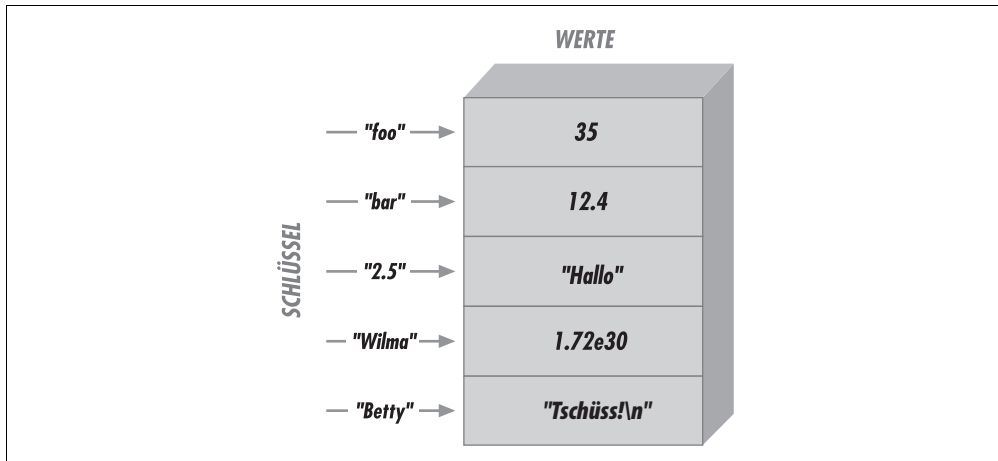 WERTE
"foo" 35
"bar" 12.4
SCHLÜSSEL
"2.5" "Hallo"
"Wilma" 1.72e30
"Betty" "Tschüss!\n"